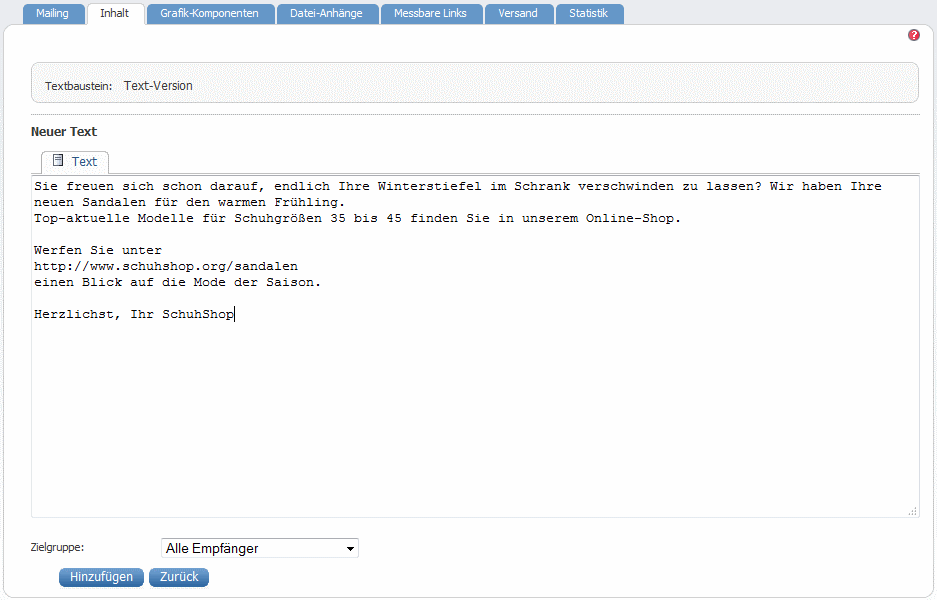 Mailing Inhalt Grafik-Komponenten Datei-Anhänge Messbare Links Versand Statistik
?
Textbaustein: Text-Version
Neuer Text
Text
Sie freuen sich schon darauf, endlich Ihre Winterstiefel im Schrank verschwinden zu lassen? Wir haben Ihre
neuen Sandalen für den warmen Frühling.
Top-aktuelle Modelle für Schuhgrößen 35 bis 45 finden Sie in unserem Online-Shop.
Werfen Sie unter
http://www.schuhshop.org/sandalen
einen Blick auf die Mode der Saison.
Herzlichst, Ihr SchuhShop
Zielgruppe: Alle Empfänger
Hinzufügen Zurück